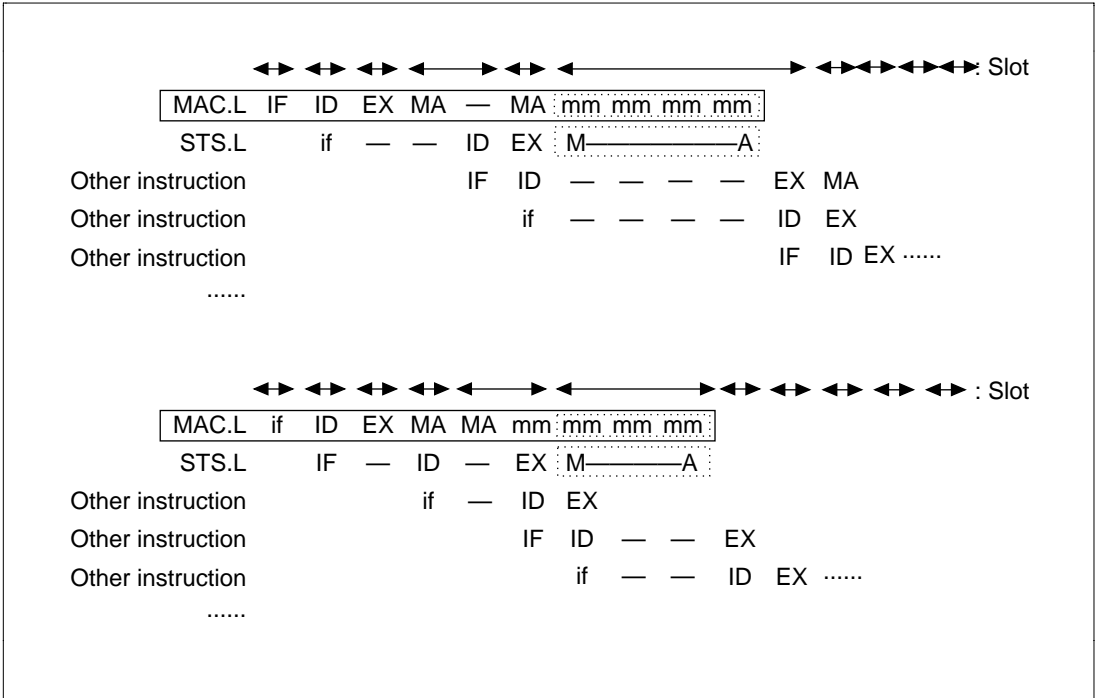 : Slot
MAC.L IF ID EX MA — MA mm mm mm mm
STS.L if — — ID EX M——————A
Other instruction IF ID — — — — EX MA
Other instruction if — — — — ID EX
Other instruction IF ID EX ······
······
: Slot
MAC.L if ID EX MA MA mm mm mm mm
STS.L IF — ID — EX M————A
Other instruction if — ID EX
Other instruction IF ID — — EX
Other instruction if — — ID EX ······
······